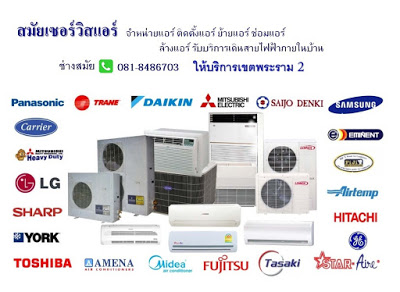 สมัยเซอร์วิสแอร์ จำหน่ายแอร์ ติดตั้งแอร์ ย้ายแอร์ ซ่อมแอร์
ล้างแอร์ รับบริการเดินสายไฟฟ้าภายในบ้าน
ช่างสมัย 081-8486703 ให้บริการเขตพระราม 2
Panasonic TRANE DAIKIN MITSUBISHI ELECTRIC SAIJO DENKI SAMSUNG
Carrier
EMINENT
MITSUBISHI
Heavy Duty
LENNOX
LG
Airtemp
SHARP
HITACHI
YORK
TOSHIBA AMENA
AIR CONDITIONERS
Midea
air conditioner
FUJITSU Tasaki STAR-Aire